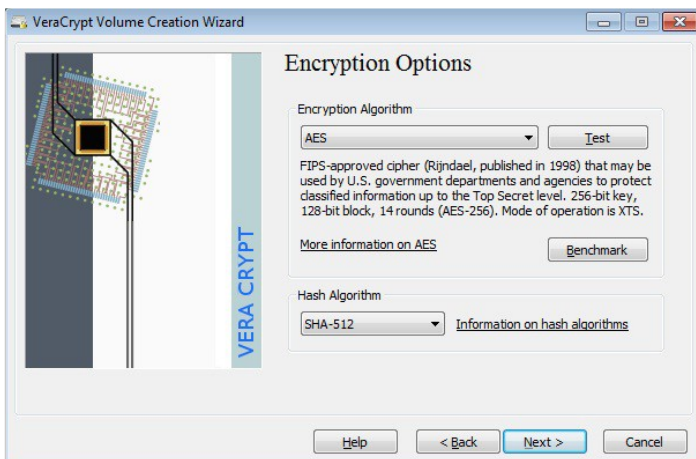 VeraCrypt Volume Creation Wizard
Encryption Options
Encryption Algorithm
AES
Test
FIPS-approved cipher (Rijndael, published in 1998) that may be
used by U.S. government departments and agencies to protect
classified information up to the Top Secret level. 256-bit key,
128-bit block, 14 rounds (AES-256). Mode of operation is XTS.
More information on AES
Benchmark
Hash Algorithm
SHA-512
Information on hash algorithms
VERA CRYPT
Help
< Back
Next >
Cancel